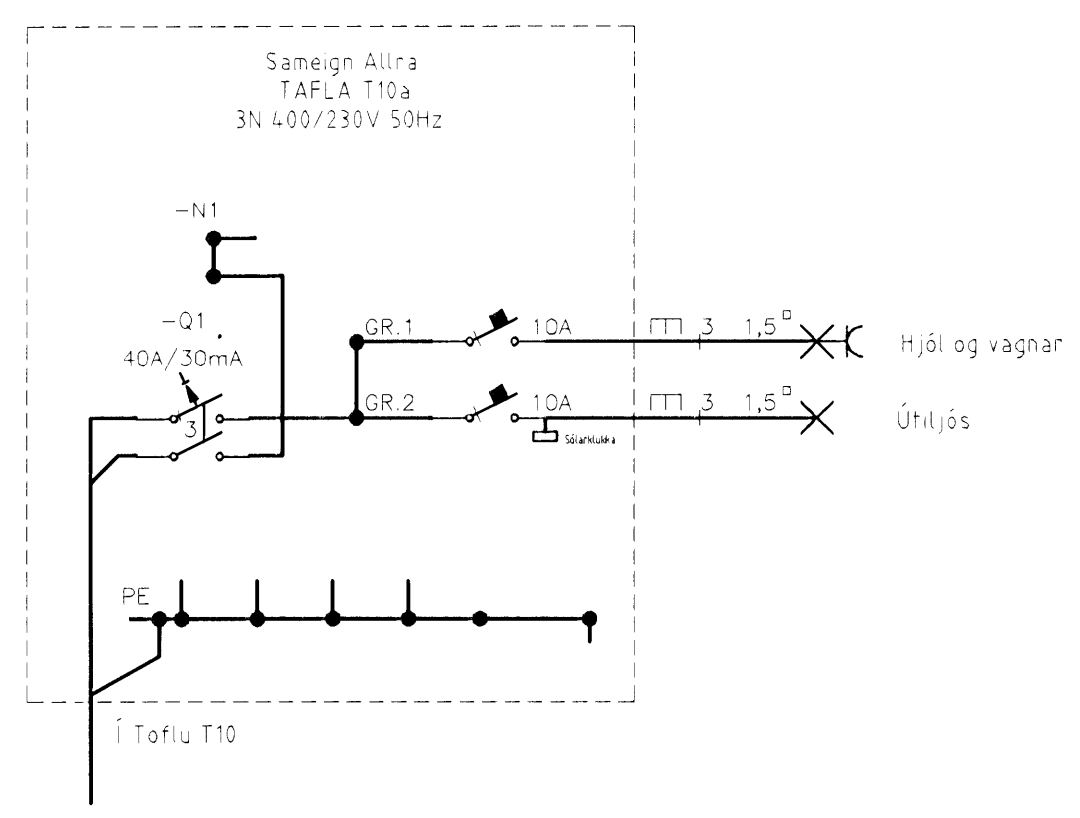 Sameign Allra
TAFLA T10a
3N 400/230V 50Hz
-N1
-Q1
40A/30mA
3
GR.1 10A 3 1,5□ Hjól og vagnar
GR.2 10A 3 1,5□ Útiljós
Sólarklukka
PE
Í Toflu T10